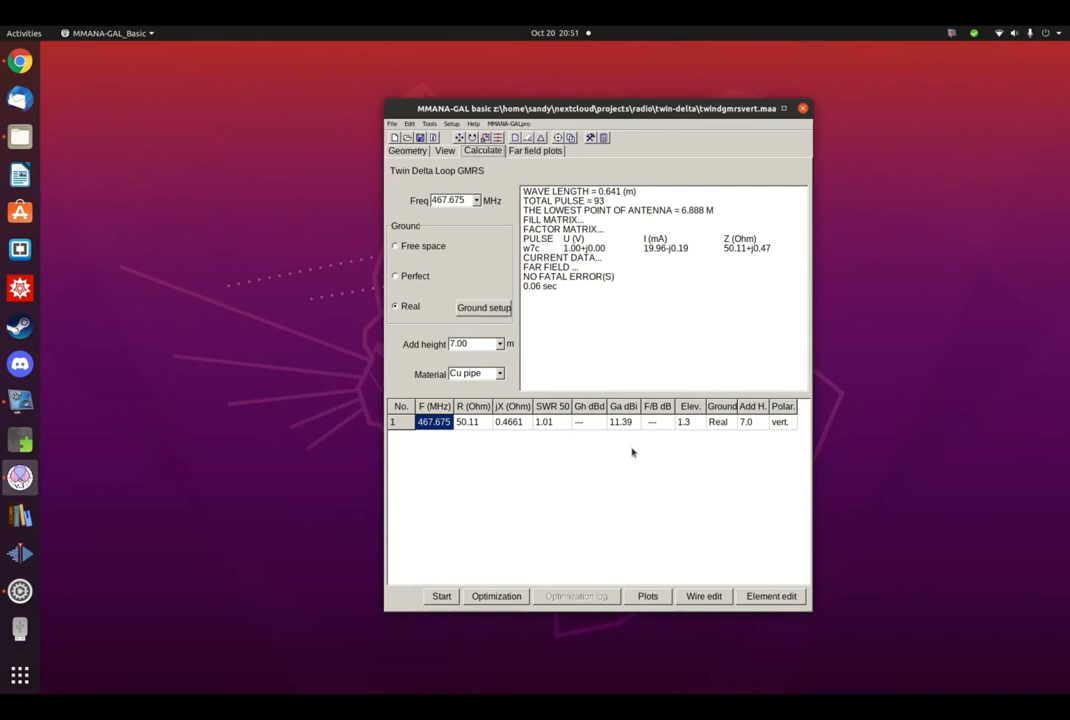 Activities MMANA-GAL_Basic Oct 20 20:51
MMANA-GAL basic z:\home\sandy\nextcloud\projects\radio\twin-delta\twindgmrsvert.maa
File Edit Tools Setup Help MMANA-GALpro
Geometry View Calculate Far field plots
Twin Delta Loop GMRS
Freq 467.675 MHz
Ground
Free space
Perfect
Real Ground setup
Add height 7.00 m
Material Cu pipe
WAVE LENGTH = 0.641 (m)
TOTAL PULSE = 93
THE LOWEST POINT OF ANTENNA = 6.888 M
FILL MATRIX...
FACTOR MATRIX...
PULSE U (V) I (mA) Z (Ohm)
w7c 1.00+j0.00 19.96-j0.19 50.11+j0.47
CURRENT DATA...
FAR FIELD ...
NO FATAL ERROR(S)
0.06 sec
No. F (MHz) R (Ohm) jX (Ohm) SWR 50 Gh dBd Ga dBi F/B dB Elev. Ground Add H. Polar.
1 467.675 50.11 0.4661 1.01 --- 11.39 --- 1.3 Real 7.0 vert.
Start Optimization Optimization log Plots Wire edit Element edit